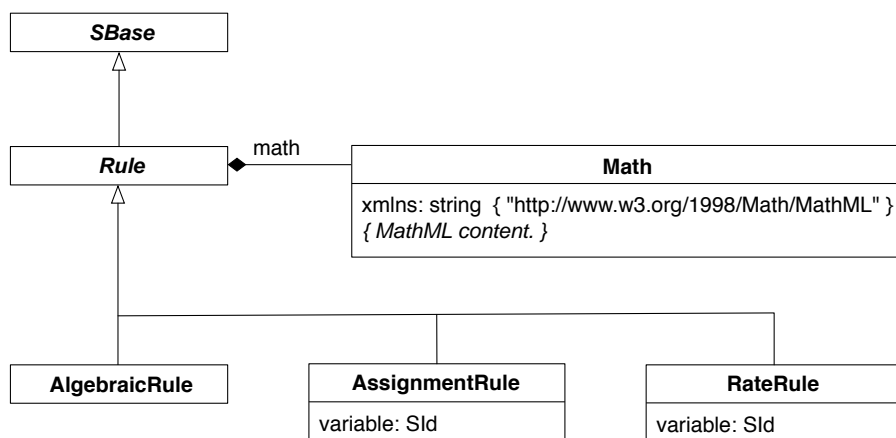 SBase
Rule
math
Math
xmlns: string { "http://www.w3.org/1998/Math/MathML" }
{ MathML content. }
AlgebraicRule
AssignmentRule
variable: SId
RateRule
variable: SId